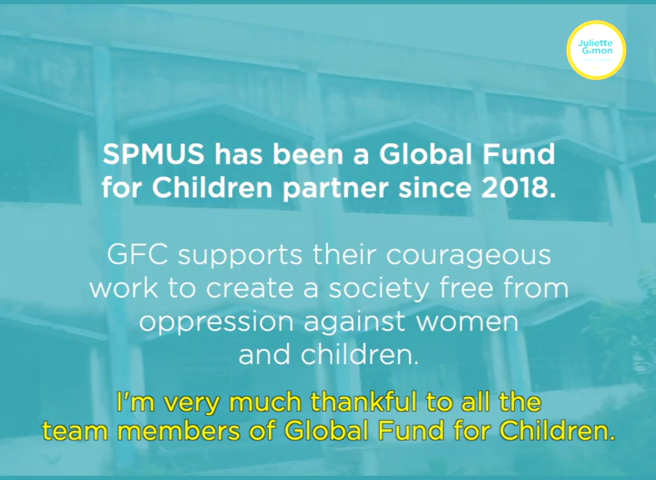 Juliette
Gimon
SPMUS has been a Global Fund
for Children partner since 2018.
GFC supports their courageous
work to create a society free from
oppression against women
and children.
I'm very much thankful to all the
team members of Global Fund for Children.